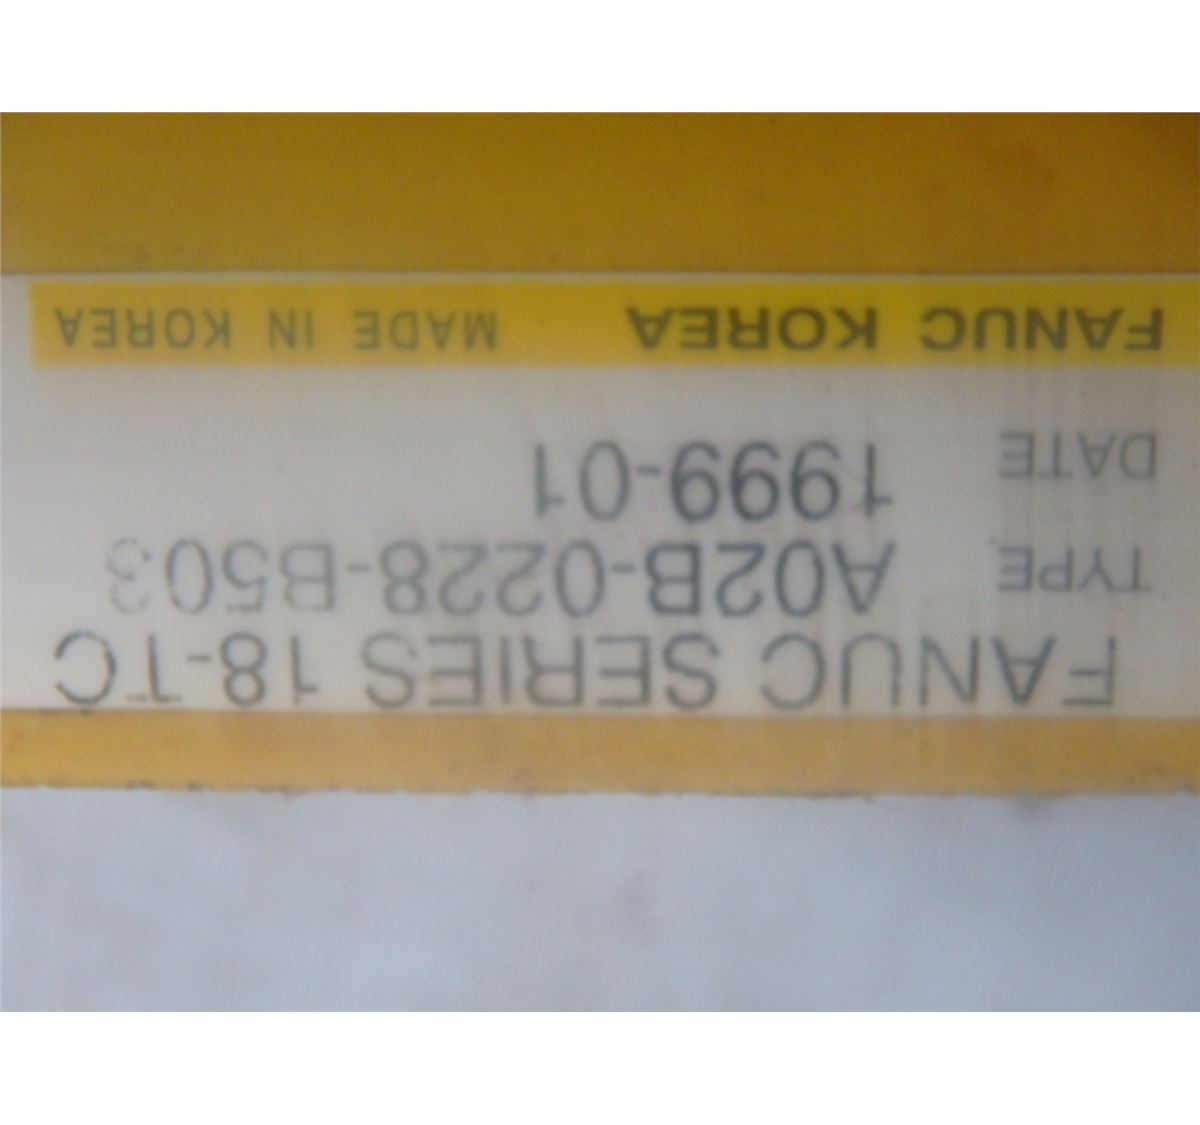 FANUC SERIES 18-TC
TYPE A02B-0228-B503
DATE 1999-01
FANUC KOREA MADE IN KOREA